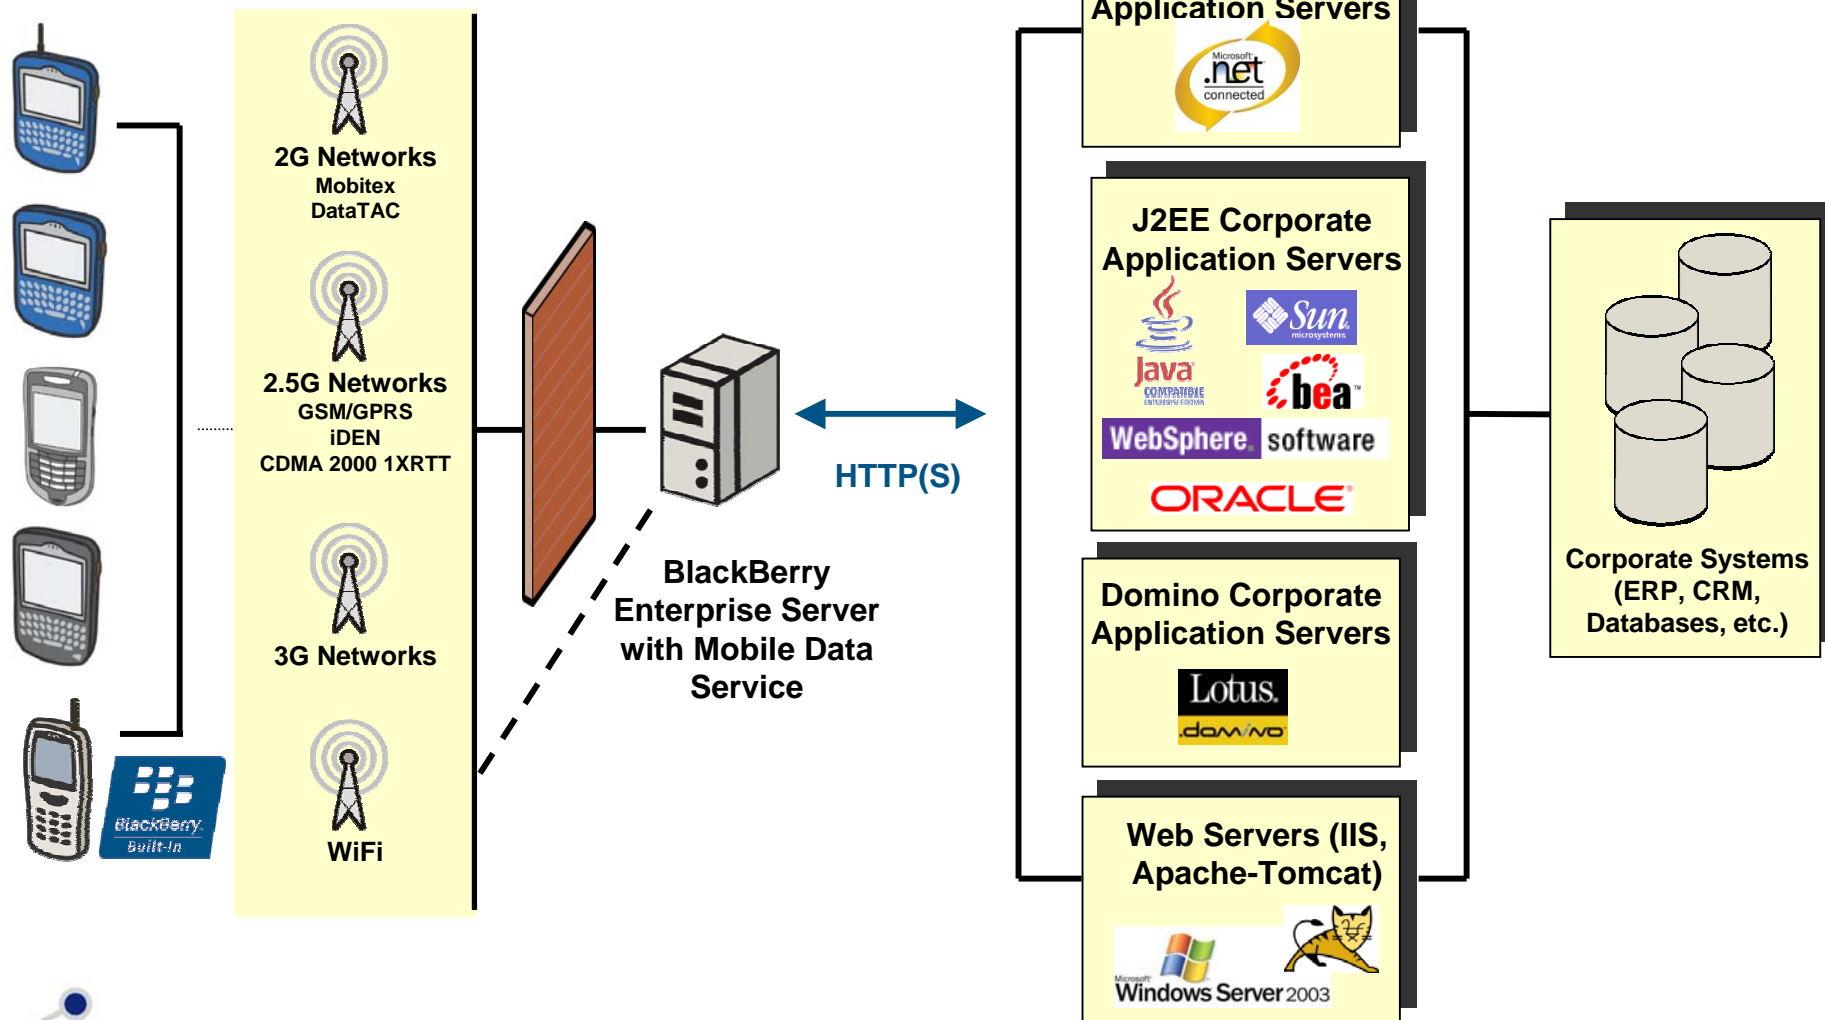 2G Networks
Mobitex
DataTAC
2.5G Networks
GSM/GPRS
iDEN
CDMA 2000 1XRTT
3G Networks
WiFi
BlackBerry.
Built-In
BlackBerry
Enterprise Server
with Mobile Data
Service
HTTP(S)
Application Servers
Microsoft
.net
connected
J2EE Corporate
Application Servers
Java
COMPATIBLE
ENTERPRISE EDITION
Sun
microsystems
bea™
WebSphere. software
ORACLE
Domino Corporate
Application Servers
Lotus.
.domino
Web Servers (IIS,
Apache-Tomcat)
Microsoft
Windows Server 2003
Corporate Systems
(ERP, CRM,
Databases, etc.)